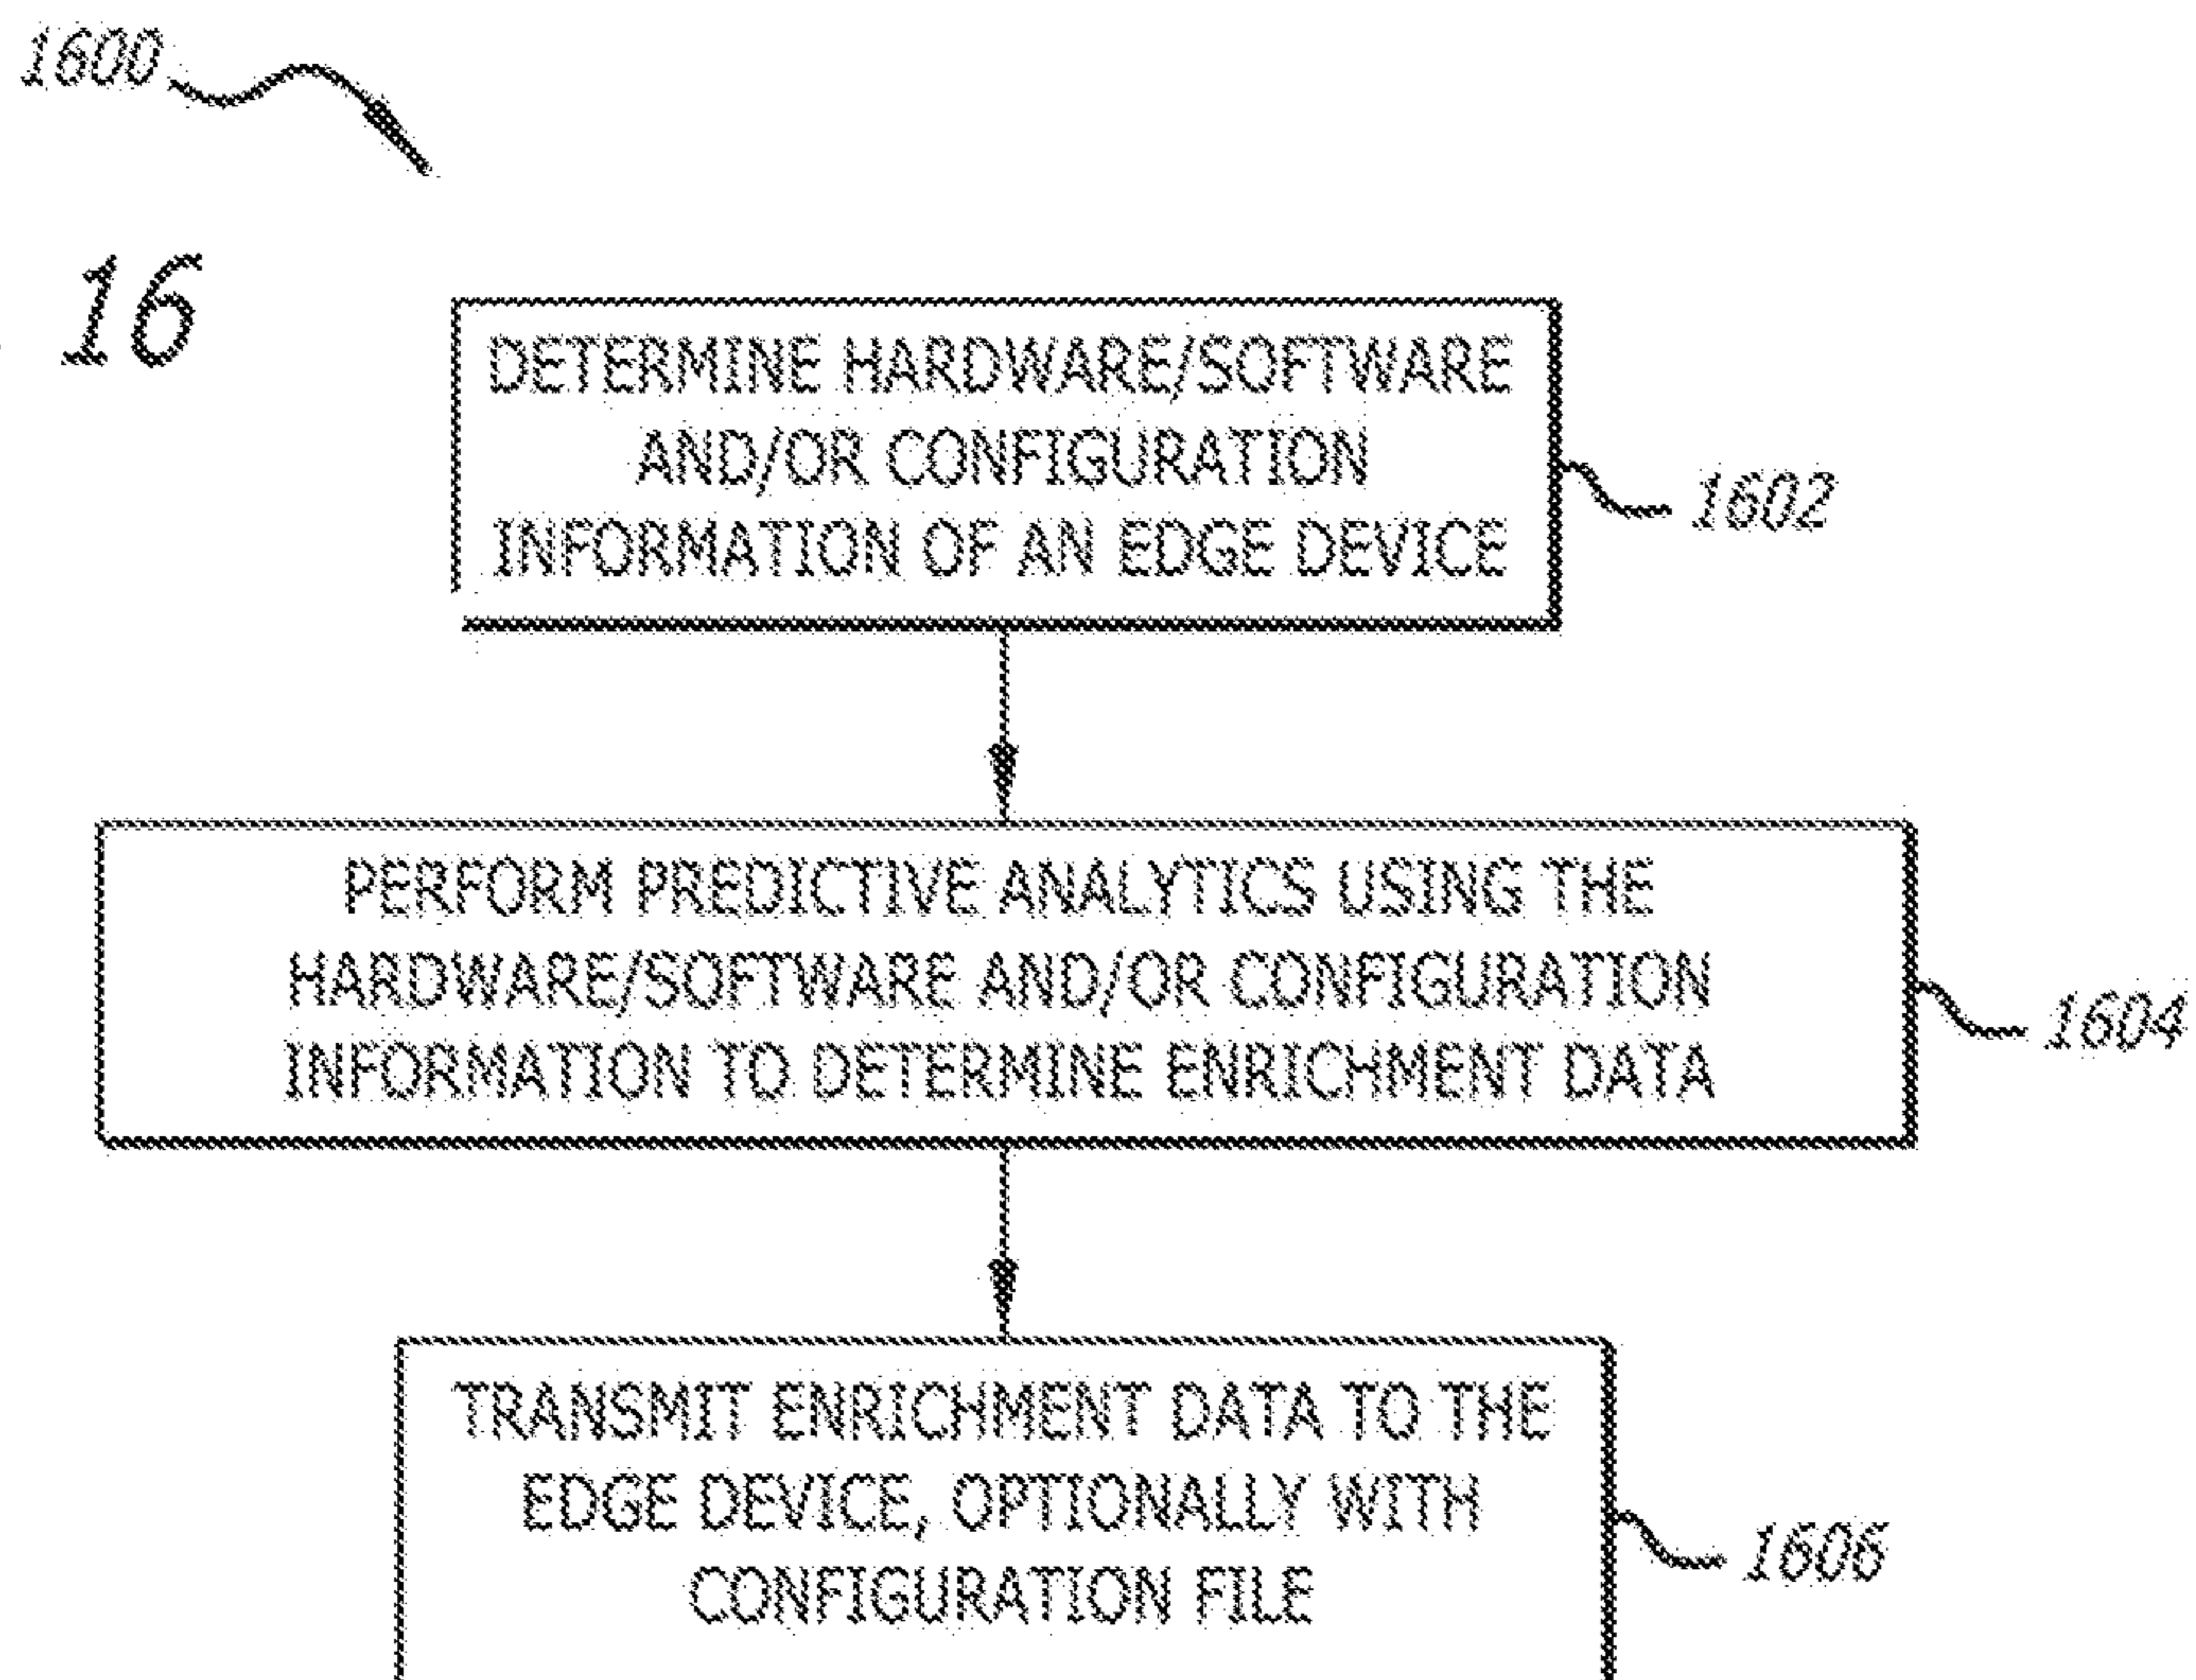 1600
16
DETERMINE HARDWARE/SOFTWARE
AND/OR CONFIGURATION
INFORMATION OF AN EDGE DEVICE
1602
PERFORM PREDICTIVE ANALYTICS USING THE
HARDWARE/SOFTWARE AND/OR CONFIGURATION
INFORMATION TO DETERMINE ENRICHMENT DATA
1604
TRANSMIT ENRICHMENT DATA TO THE
EDGE DEVICE, OPTIONALLY WITH
CONFIGURATION FILE
1606